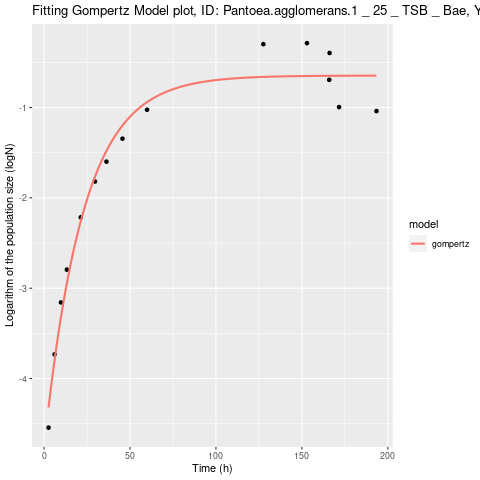 Fitting Gompertz Model plot, ID: Pantoea.agglomerans.1 _ 25 _ TSB _ Bae, Y
-1
-2
-3
-4
Logarithm of the population size (logN)
0 50 100 150 200
Time (h)
model
gompertz